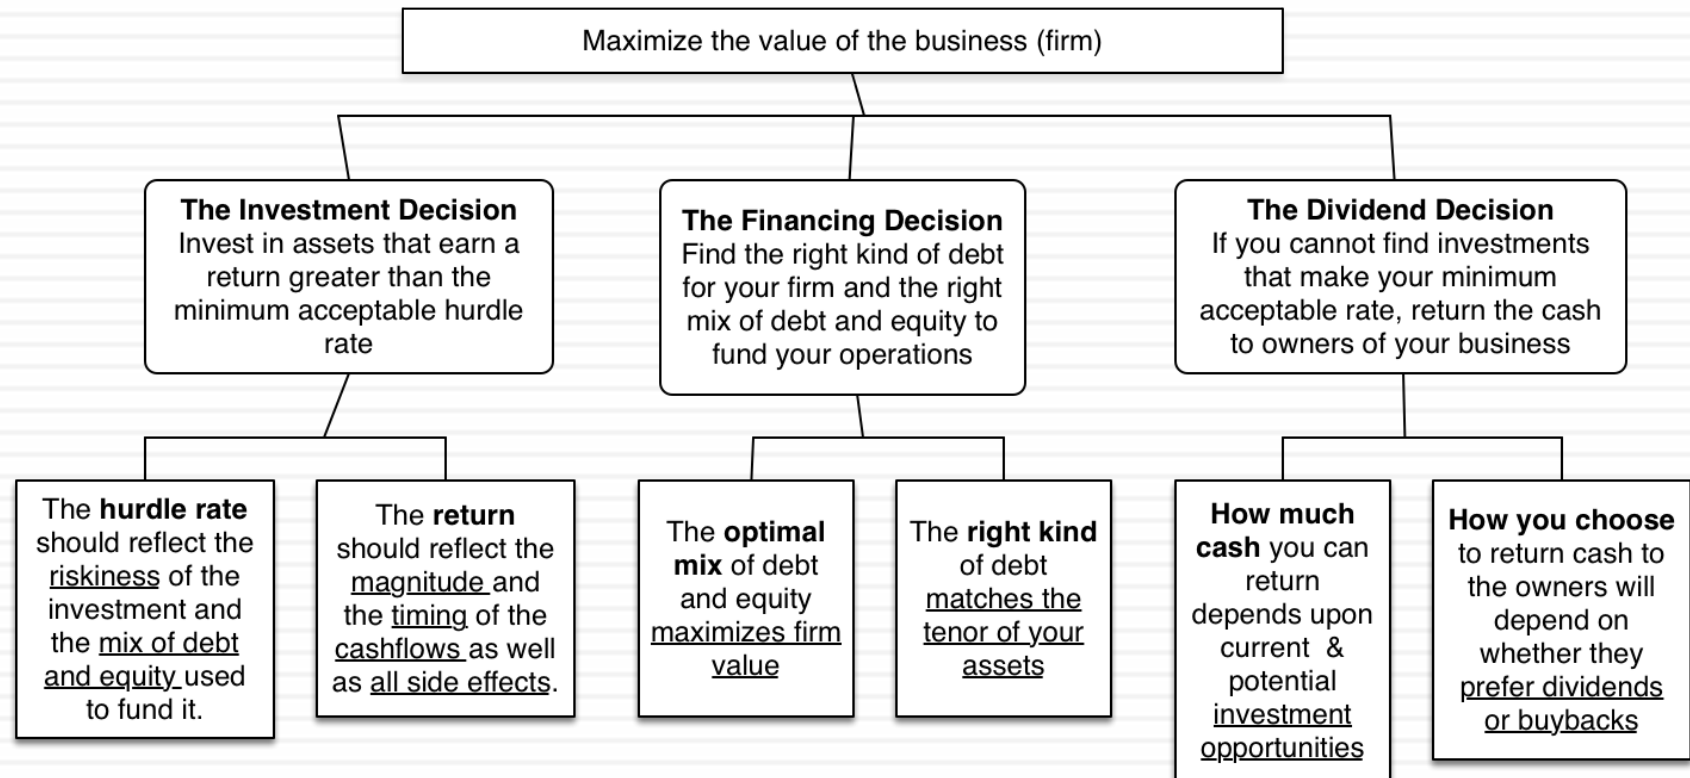 Maximize the value of the business (firm)
The Investment Decision
Invest in assets that earn a
return greater than the
minimum acceptable hurdle
rate
The Financing Decision
Find the right kind of debt
for your firm and the right
mix of debt and equity to
fund your operations
The Dividend Decision
If you cannot find investments
that make your minimum
acceptable rate, return the cash
to owners of your business
The hurdle rate
should reflect the
riskiness of the
investment and
the mix of debt
and equity used
to fund it.
The return
should reflect the
magnitude and
the timing of the
cashflows as well
as all side effects.
The optimal
mix of debt
and equity
maximizes firm
value
The right kind
of debt
matches the
tenor of your
assets
How much
cash you can
return
depends upon
current &
potential
investment
opportunities
How you choose
to return cash to
the owners will
depend on
whether they
prefer dividends
or buybacks